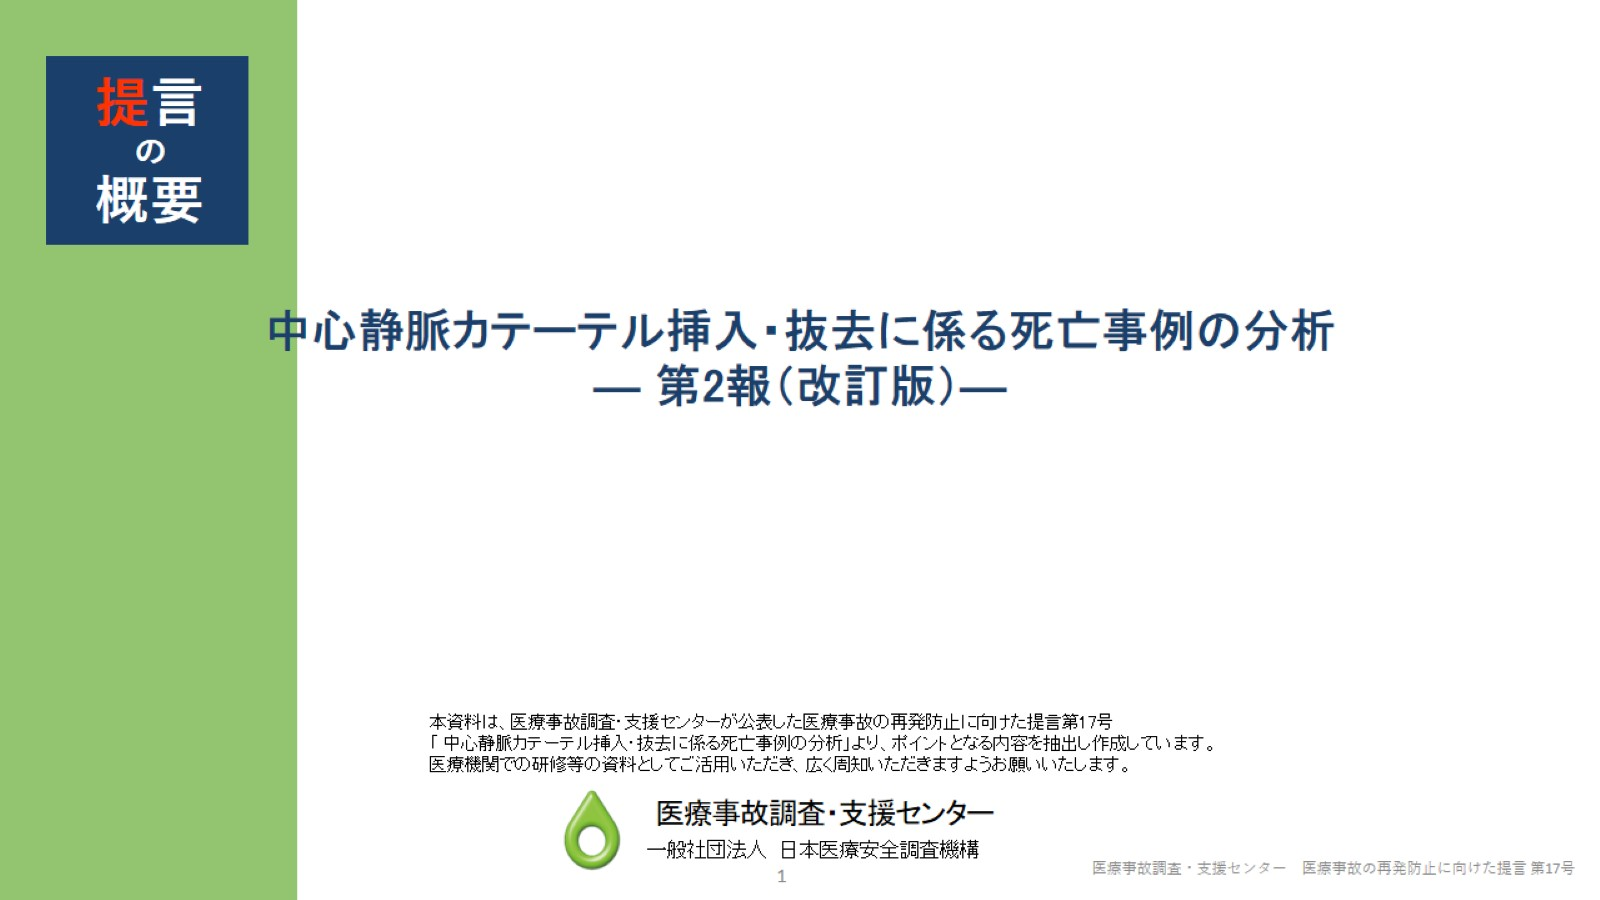 提言
の
概要
中心静脈カテーテル挿入・抜去に係る死亡事例の分析
― 第2報（改訂版）―
本資料は、医療事故調査・支援センターが公表した医療事故の再発防止に向けた提言第17号
「 中心静脈カテーテル挿入・抜去に係る死亡事例の分析」より、ポイントとなる内容を抽出し作成しています。
医療機関での研修等の資料としてご活用いただき、広く周知いただきますようお願いいたします。
医療事故調査・支援センター
一般社団法人 日本医療安全調査機構
1
医療事故調査・支援センター　医療事故の再発防止に向けた提言 第17号